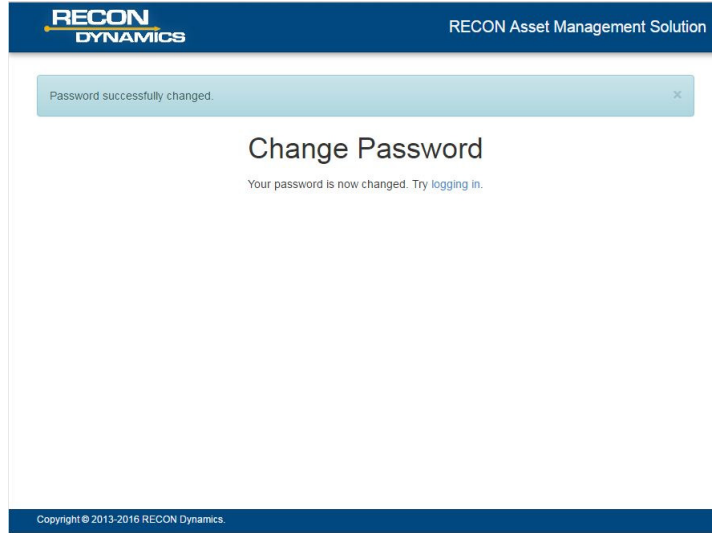 RECON
DYNAMICS
RECON Asset Management Solution
Password successfully changed.
×
Change Password
Your password is now changed. Try logging in.
Copyright © 2013-2016 RECON Dynamics.